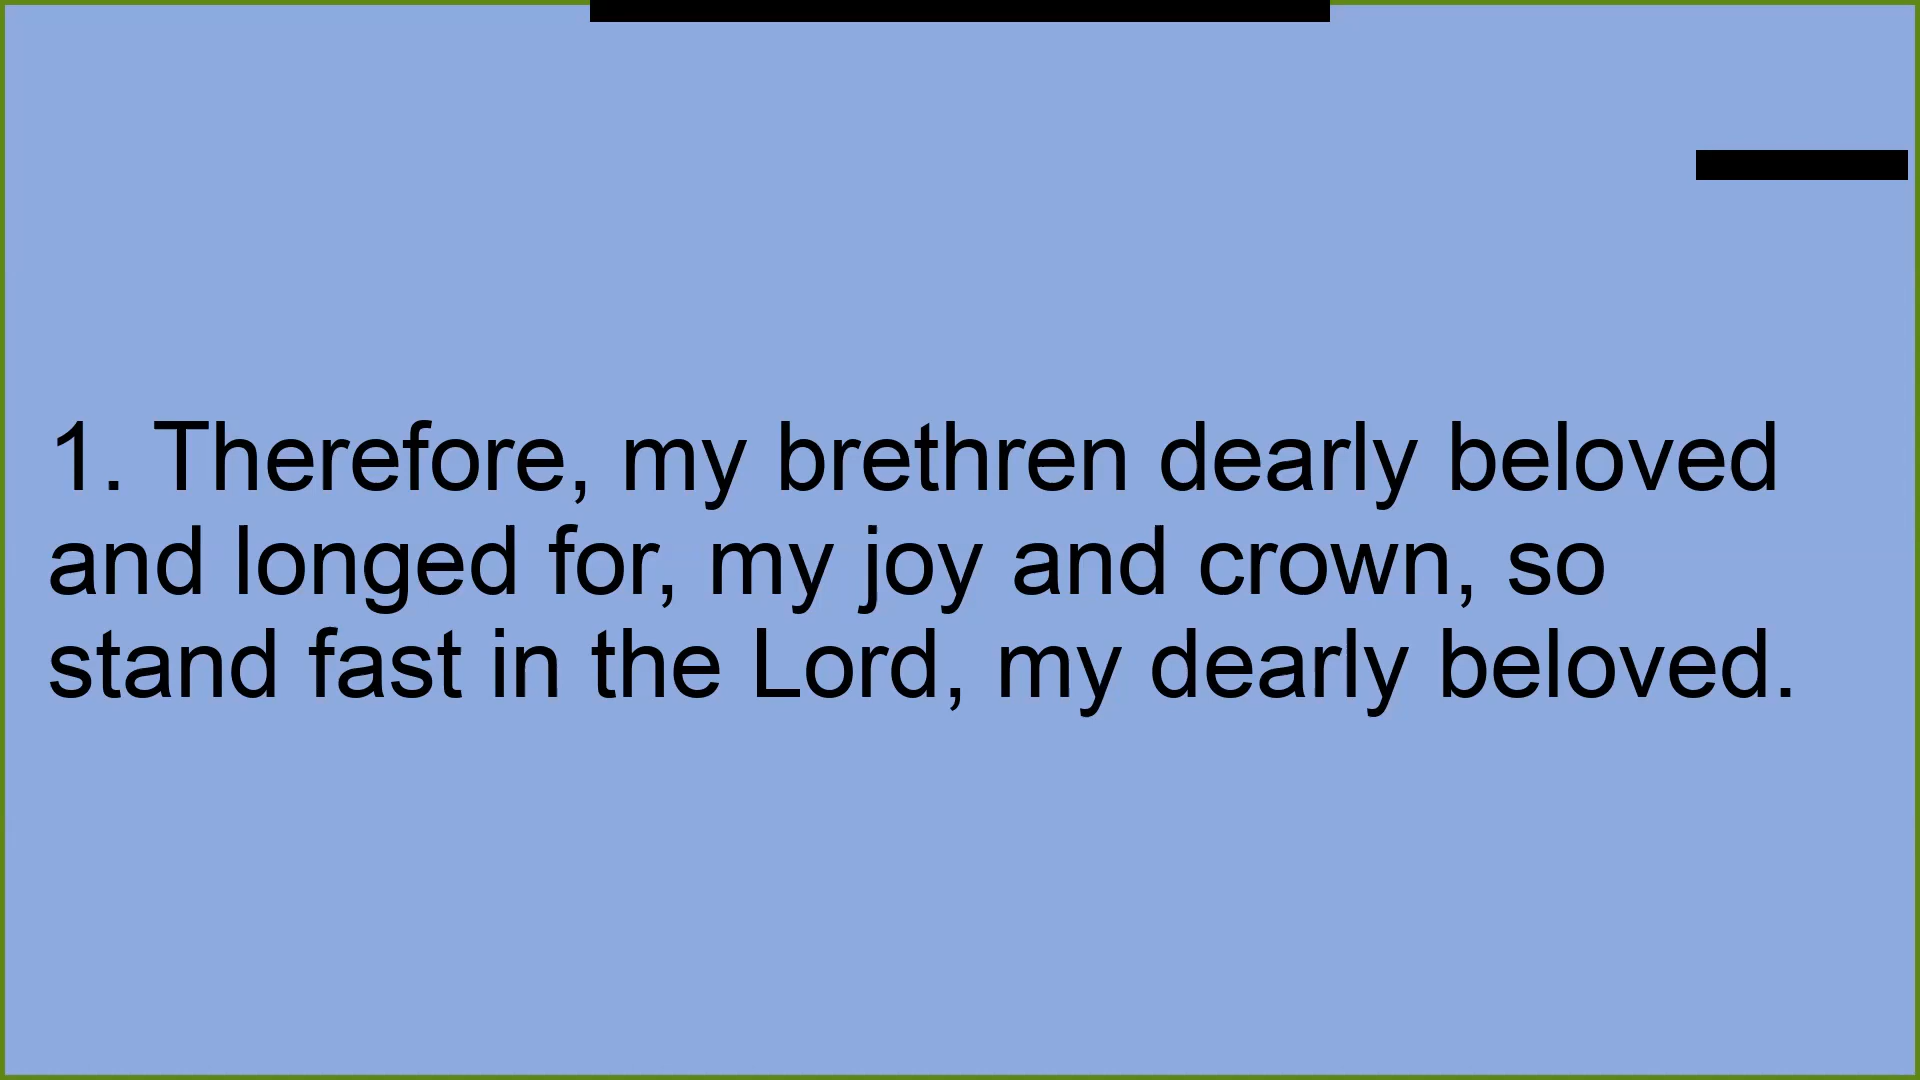 1. Therefore, my brethren dearly beloved
and longed for, my joy and crown, so
stand fast in the Lord, my dearly beloved.